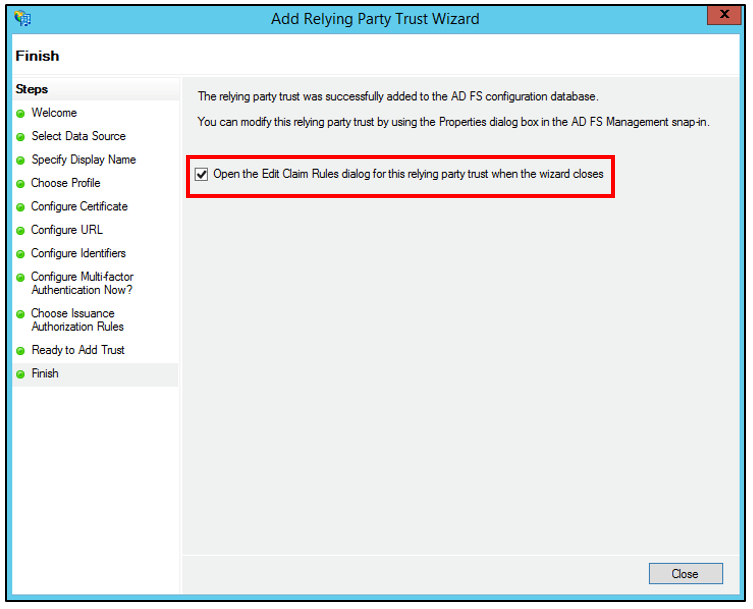 Add Relying Party Trust Wizard
X
Finish
Steps
Welcome
Select Data Source
Specify Display Name
Choose Profile
Configure Certificate
Configure URL
Configure Identifiers
Configure Multi-factor
Authentication Now?
Choose Issuance
Authorization Rules
Ready to Add Trust
Finish
The relying party trust was successfully added to the AD FS configuration database.
You can modify this relying party trust by using the Properties dialog box in the AD FS Management snap-in.
Open the Edit Claim Rules dialog for this relying party trust when the wizard closes
Close